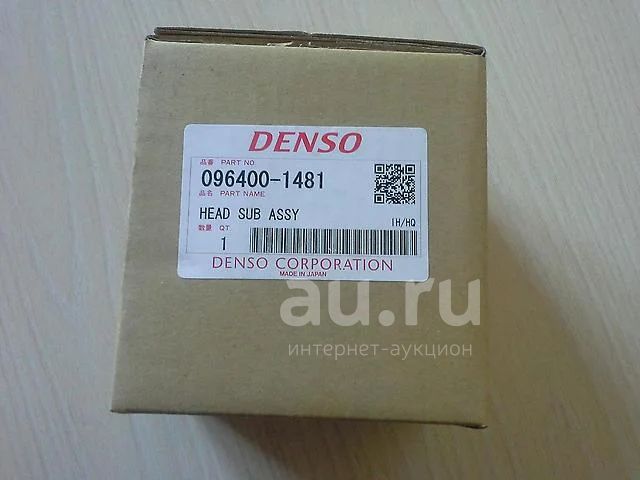 DENSO
品番 PART NO
096400-1481
品名 PART NAME
HEAD SUB ASSY
IH/HQ
数量 QT.
1
DENSO CORPORATION
MADE IN JAPAN
au.ru
интернет-аукцион